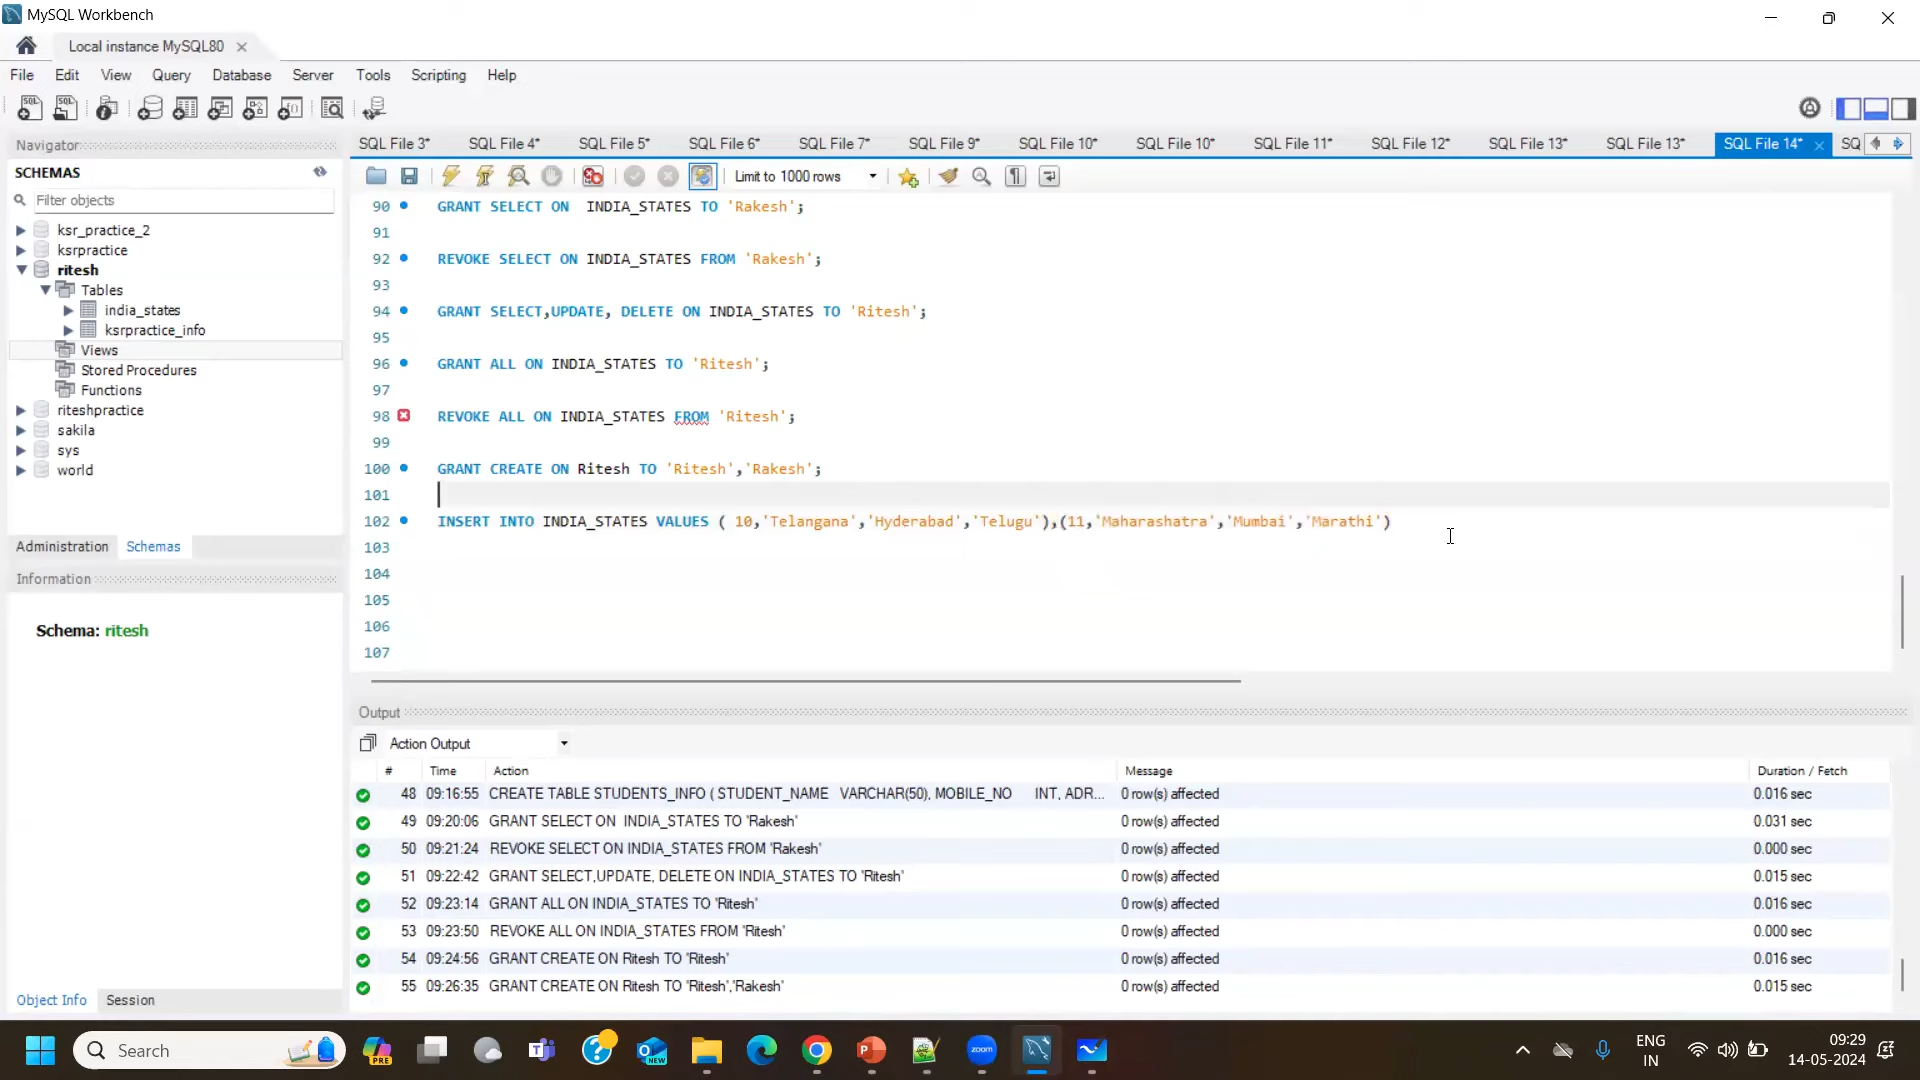 MySQL Workbench
Local instance MySQL80
File Edit View Query Database Server Tools Scripting Help
Navigator
SCHEMAS
Filter objects
ksr_practice_2
ksrpractice
ritesh
Tables
india_states
ksrpractice_info
Views
Stored Procedures
Functions
riteshpractice
sakila
sys
world
Administration Schemas
Information
Schema: ritesh
Object Info Session
SQL File 3* SQL File 4* SQL File 5* SQL File 6* SQL File 7* SQL File 9* SQL File 10* SQL File 10* SQL File 11* SQL File 12* SQL File 13* SQL File 13* SQL File 14* SQ
Limit to 1000 rows
90 GRANT SELECT ON  INDIA_STATES TO 'Rakesh';
91
92 REVOKE SELECT ON INDIA_STATES FROM 'Rakesh';
93
94 GRANT SELECT,UPDATE, DELETE ON INDIA_STATES TO 'Ritesh';
95
96 GRANT ALL ON INDIA_STATES TO 'Ritesh';
97
98 REVOKE ALL ON INDIA_STATES FROM 'Ritesh';
99
100 GRANT CREATE ON Ritesh TO 'Ritesh','Rakesh';
101
102 INSERT INTO INDIA_STATES VALUES ( 10,'Telangana','Hyderabad','Telugu'),(11,'Maharashatra','Mumbai','Marathi')
103
104
105
106
107
Output
Action Output
# Time Action Message Duration / Fetch
48 09:16:55 CREATE TABLE STUDENTS_INFO ( STUDENT_NAME VARCHAR(50), MOBILE_NO INT, ADR... 0 row(s) affected 0.016 sec
49 09:20:06 GRANT SELECT ON  INDIA_STATES TO 'Rakesh' 0 row(s) affected 0.031 sec
50 09:21:24 REVOKE SELECT ON INDIA_STATES FROM 'Rakesh' 0 row(s) affected 0.000 sec
51 09:22:42 GRANT SELECT,UPDATE, DELETE ON INDIA_STATES TO 'Ritesh' 0 row(s) affected 0.015 sec
52 09:23:14 GRANT ALL ON INDIA_STATES TO 'Ritesh' 0 row(s) affected 0.016 sec
53 09:23:50 REVOKE ALL ON INDIA_STATES FROM 'Ritesh' 0 row(s) affected 0.000 sec
54 09:24:56 GRANT CREATE ON Ritesh TO 'Ritesh' 0 row(s) affected 0.016 sec
55 09:26:35 GRANT CREATE ON Ritesh TO 'Ritesh','Rakesh' 0 row(s) affected 0.015 sec
Search
PRE
NEW
zoom
ENG
IN
09:29
14-05-2024